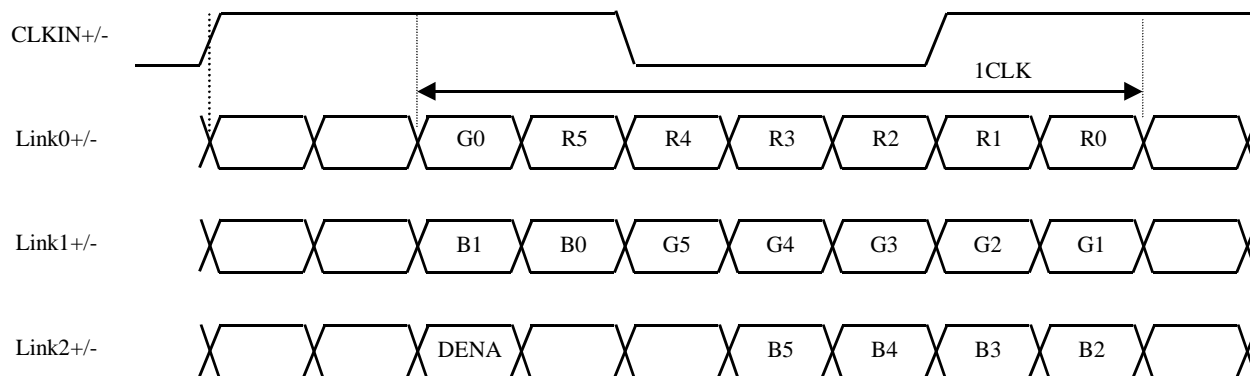 CLKIN+/-
1CLK
Link0+/- G0 R5 R4 R3 R2 R1 R0
Link1+/- B1 B0 G5 G4 G3 G2 G1
Link2+/- DENA B5 B4 B3 B2